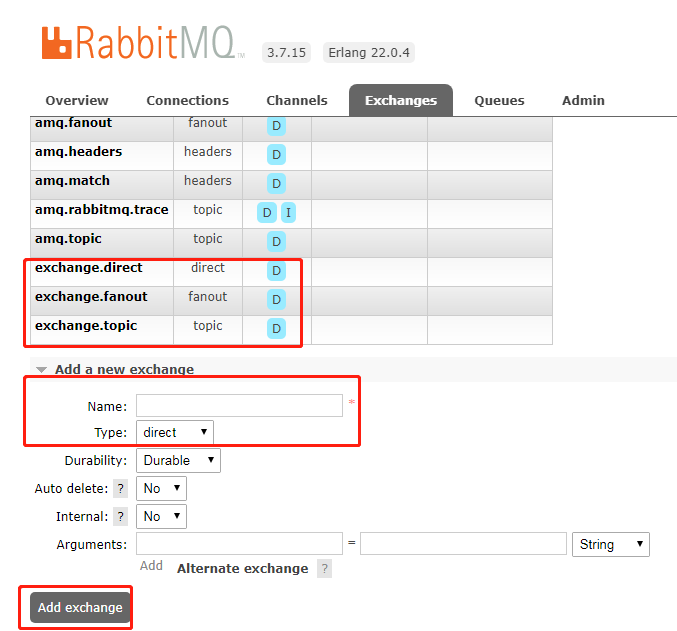 RabbitMQ™ 3.7.15 Erlang 22.0.4
Overview Connections Channels Exchanges Queues Admin
amq.fanout fanout D
amq.headers headers D
amq.match headers D
amq.rabbitmq.trace topic D I
amq.topic topic D
exchange.direct direct D
exchange.fanout fanout D
exchange.topic topic D
Add a new exchange
Name: *
Type: direct
Durability: Durable
Auto delete: ? No
Internal: ? No
Arguments: = String
Add Alternate exchange ?
Add exchange